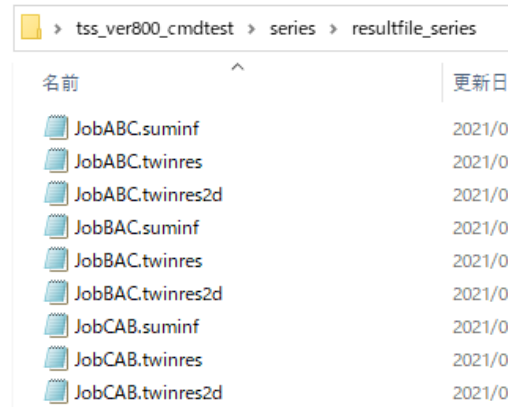 tss_ver800_cmdtest > series > resultfile_series
名前 更新日
JobABC.suminf 2021/0
JobABC.twinres 2021/0
JobABC.twinres2d 2021/0
JobBAC.suminf 2021/0
JobBAC.twinres 2021/0
JobBAC.twinres2d 2021/0
JobCAB.suminf 2021/0
JobCAB.twinres 2021/0
JobCAB.twinres2d 2021/0